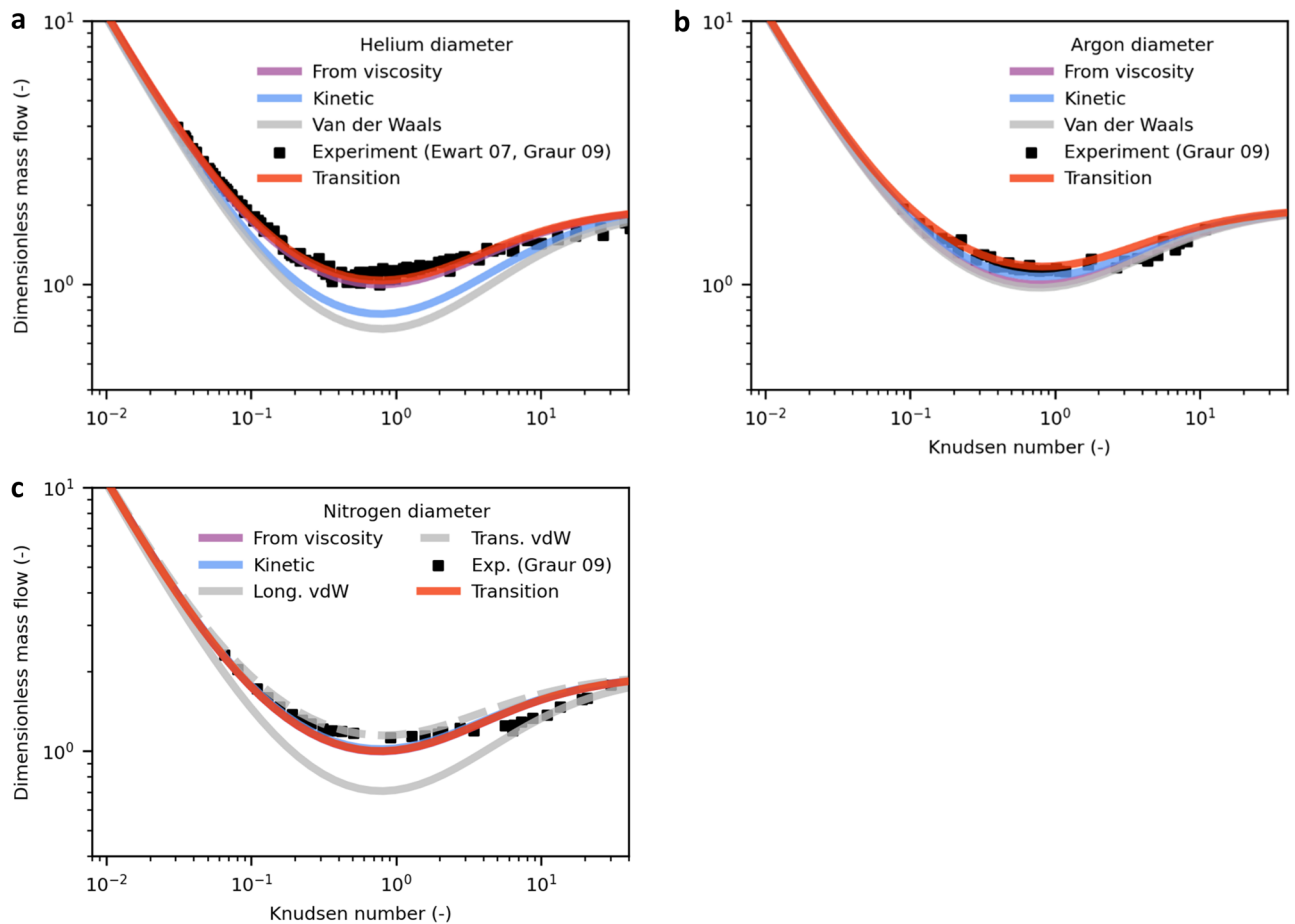 a
10¹
Helium diameter
From viscosity
Kinetic
Van der Waals
Experiment (Ewart 07, Graur 09)
Transition
10⁰
Dimensionless mass flow (-)
10⁻² 10⁻¹ 10⁰ 10¹
b
10¹
Argon diameter
From viscosity
Kinetic
Van der Waals
Experiment (Graur 09)
Transition
10⁰
10⁻² 10⁻¹ 10⁰ 10¹
Knudsen number (-)
c
10¹
Nitrogen diameter
From viscosity Trans. vdW
Kinetic Exp. (Graur 09)
Long. vdW Transition
10⁰
Dimensionless mass flow (-)
10⁻² 10⁻¹ 10⁰ 10¹
Knudsen number (-)